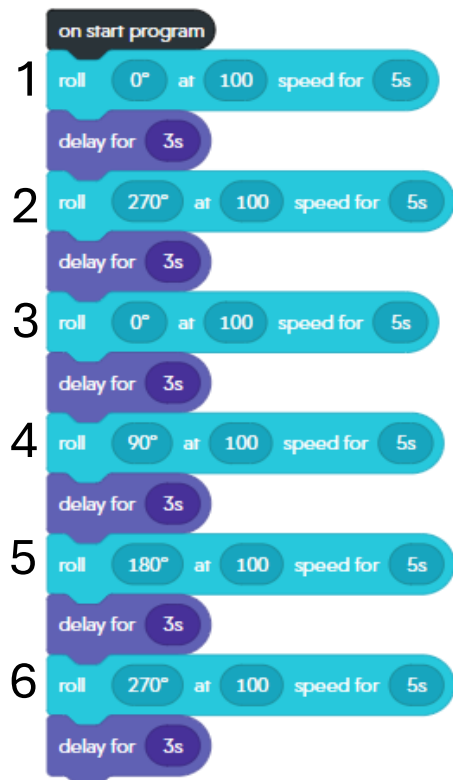 on start program
1 roll 0° at 100 speed for 5s
delay for 3s
2 roll 270° at 100 speed for 5s
delay for 3s
3 roll 0° at 100 speed for 5s
delay for 3s
4 roll 90° at 100 speed for 5s
delay for 3s
5 roll 180° at 100 speed for 5s
delay for 3s
6 roll 270° at 100 speed for 5s
delay for 3s